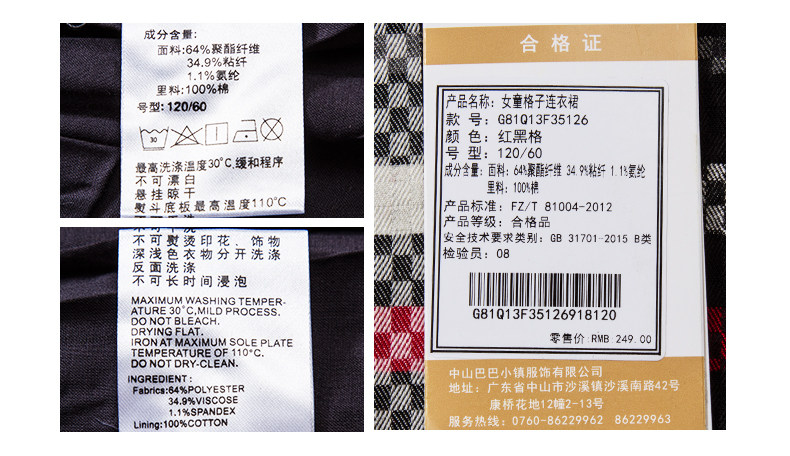 成分含量:
面料:64%聚酯纤维
34.9%粘纤
1.1%氨纶
里料:100%棉
号型:120/60
30
最高洗涤温度30℃,缓和程序
不可漂白
悬挂晾干
熨斗底板最高温度110℃
不可熨烫印花、饰物
深浅色衣物分开洗涤
反面洗涤
不可长时间浸泡
MAXIMUM WASHING TEMPER-
ATURE 30℃,MILD PROCESS.
DO NOT BLEACH.
DRYING FLAT.
IRON AT MAXIMUM SOLE PLATE
TEMPERATURE OF 110℃.
DO NOT DRY-CLEAN.
INGREDIENT:
Fabrics:64%POLYESTER
34.9%VISCOSE
1.1%SPANDEX
Lining:100%COTTON
合格证
产品名称: 女童格子连衣裙
款 号: G81Q13F35126
颜 色: 红黑格
号 型: 120/60
成分含量: 面料: 64%聚酯纤维 34.9%粘纤 1.1%氨纶
里料: 100%棉
产品标准: FZ/T 81004-2012
产品等级: 合格品
安全技术要求类别: GB 31701-2015 B类
检验员: 08
G81Q13F35126918120
零售价: RMB 249.00
中山巴巴小镇服饰有限公司
地址: 广东省中山市沙溪镇沙溪南路42号
康桥花地12幢2-13号
服务热线: 0760-86229962 86229963